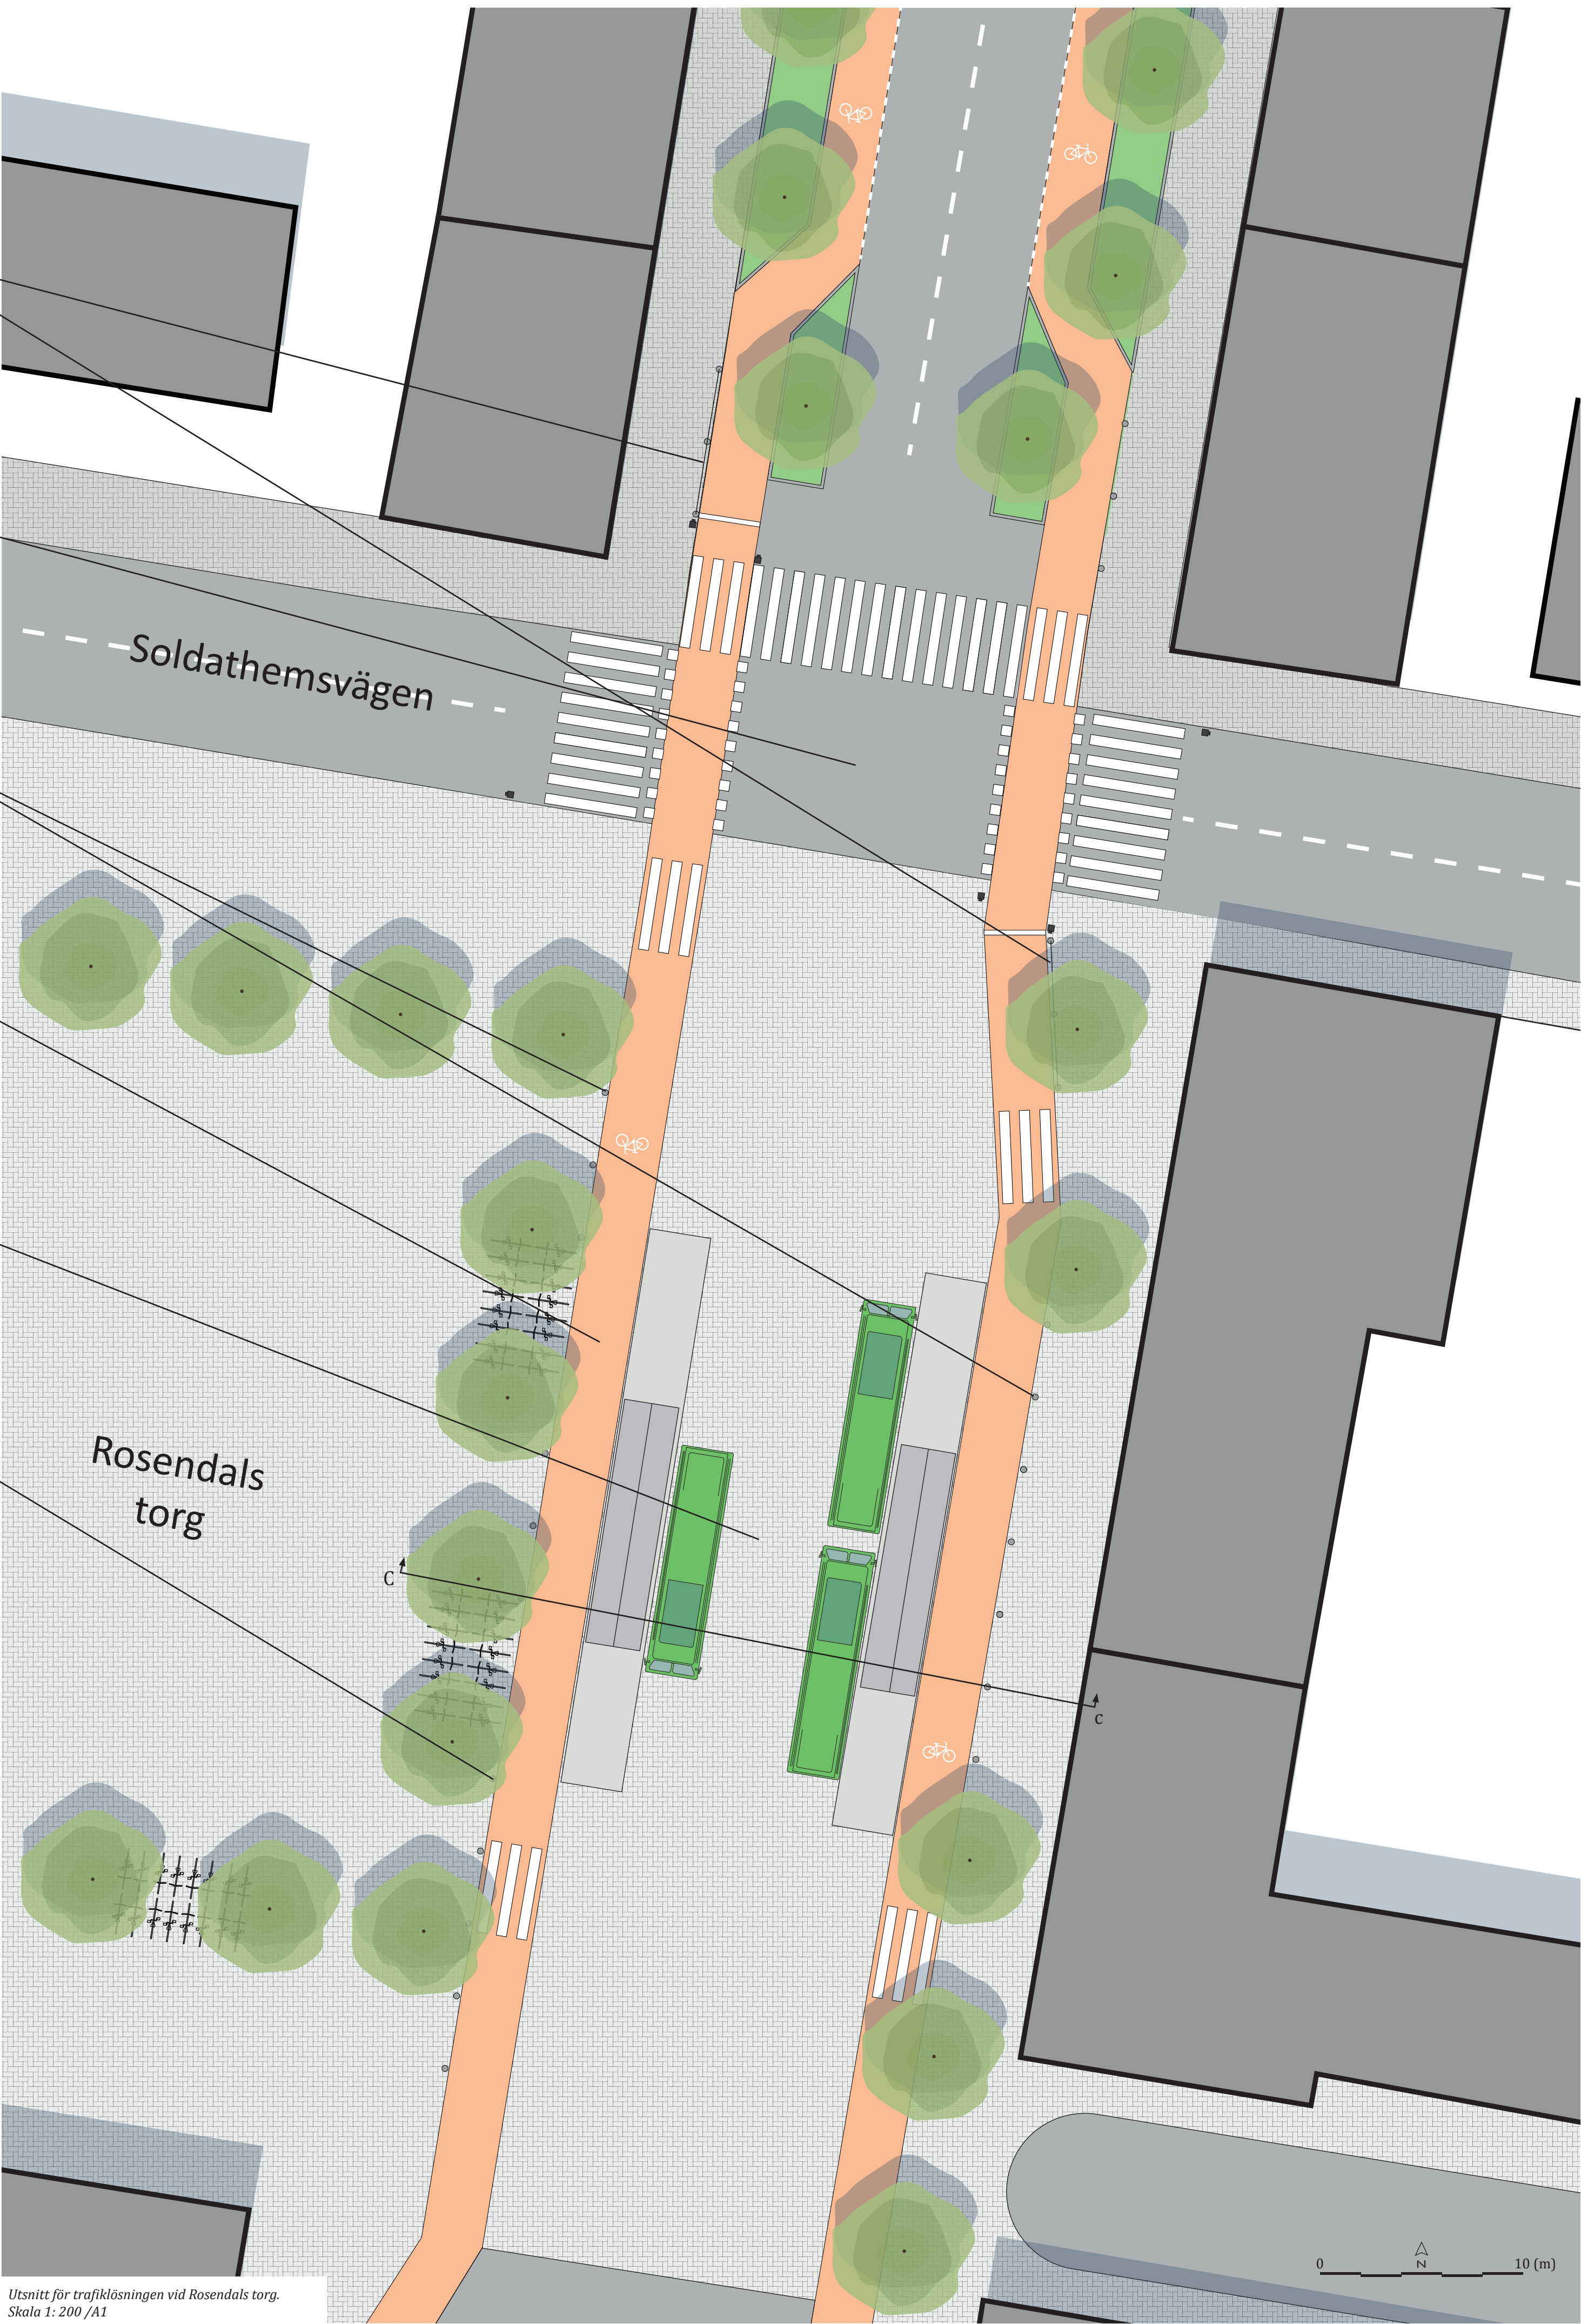 Soldathemsvägen
Rosendals
torg
C
c
0
10 (m)
N
Utsnitt för trafiklösningen vid Rosendals torg.
Skala 1: 200 /A1